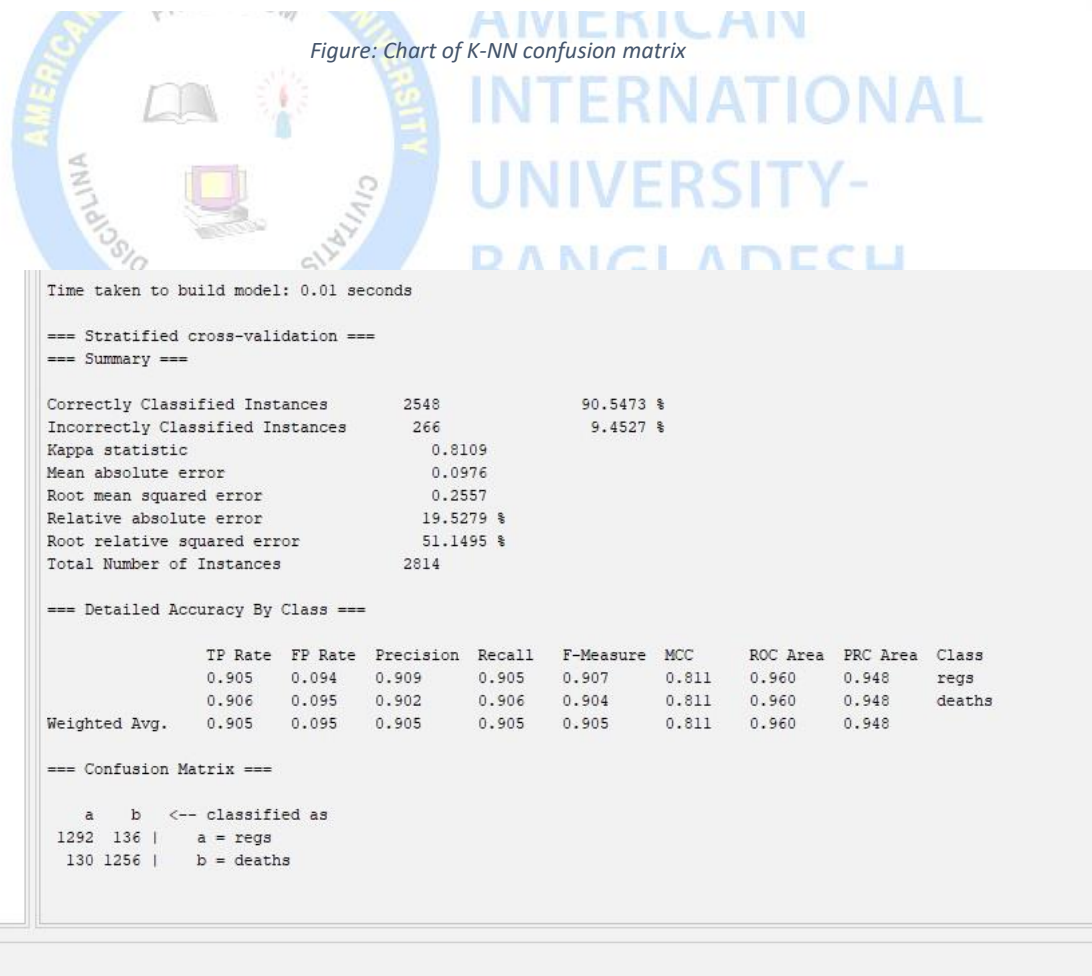 AMERICAN
Figure: Chart of K-NN confusion matrix
AMERICAN UNIVERSITY
INTERNATIONAL
UNIVERSITY-
DISCIPLINA CIVITATIS
BANGLADESH
Time taken to build model: 0.01 seconds
=== Stratified cross-validation ===
=== Summary ===
Correctly Classified Instances 2548 90.5473 %
Incorrectly Classified Instances 266 9.4527 %
Kappa statistic 0.8109
Mean absolute error 0.0976
Root mean squared error 0.2557
Relative absolute error 19.5279 %
Root relative squared error 51.1495 %
Total Number of Instances 2814
=== Detailed Accuracy By Class ===
TP Rate FP Rate Precision Recall F-Measure MCC ROC Area PRC Area Class
0.905 0.094 0.909 0.905 0.907 0.811 0.960 0.948 regs
0.906 0.095 0.902 0.906 0.904 0.811 0.960 0.948 deaths
Weighted Avg. 0.905 0.095 0.905 0.905 0.905 0.811 0.960 0.948
=== Confusion Matrix ===
a b <-- classified as
1292 136 | a = regs
130 1256 | b = deaths